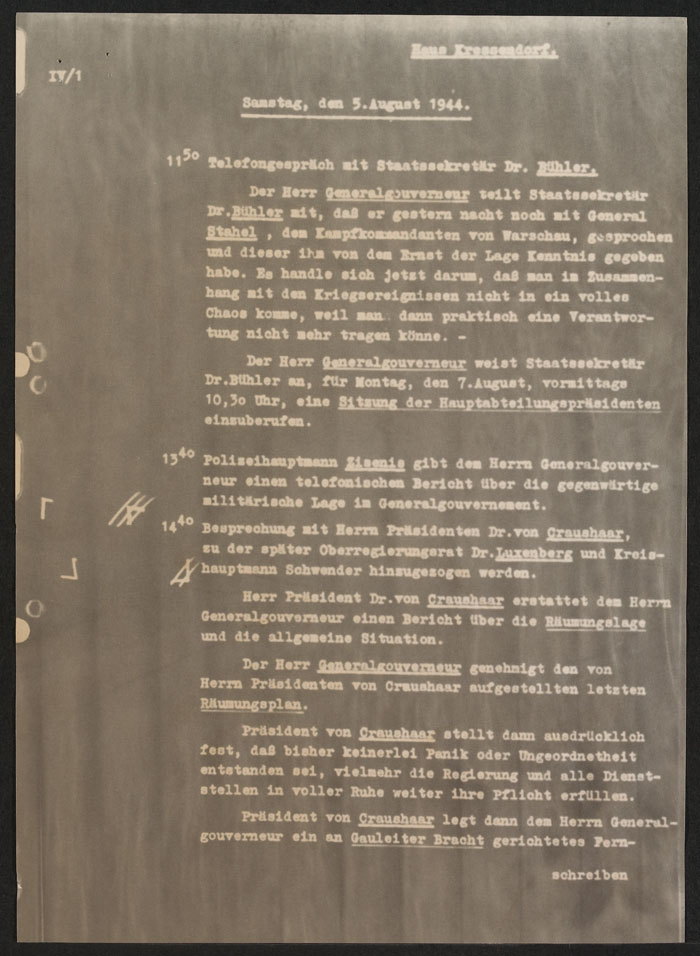 Haus Kressendorf.
IV/1
Samstag, den 5.August 1944.
11⁵⁰ Telefongespräch mit Staatssekretär Dr. Bühler.
Der Herr Generalgouverneur teilt Staatssekretär
Dr.Bühler mit, daß er gestern nacht noch mit General
Stahel , dem Kampfkommandanten von Warschau, gesprochen
und dieser ihm von dem Ernst der Lage Kenntnis gegeben
habe. Es handle sich jetzt darum, daß man im Zusammen-
hang mit den Kriegsereignissen nicht in ein volles
Chaos komme, weil man dann praktisch eine Verantwor-
tung nicht mehr tragen könne. -
Der Herr Generalgouverneur weist Staatssekretär
Dr.Bühler an, für Montag, den 7.August, vormittags
10,30 Uhr, eine Sitzung der Hauptabteilungspräsidenten
einzuberufen.
13⁴⁰ Polizeihauptmann Zisenis gibt dem Herrn Generalgouver-
neur einen telefonischen Bericht über die gegenwärtige
militärische Lage im Generalgouvernement.
14⁴⁰ Besprechung mit Herrn Präsidenten Dr.von Craushaar,
zu der später Oberregierungsrat Dr.Luxenberg und Kreis-
hauptmann Schwender hinzugezogen werden.
Herr Präsident Dr.von Craushaar erstattet dem Herrn
Generalgouverneur einen Bericht über die Räumungslage
und die allgemeine Situation.
Der Herr Generalgouverneur genehmigt den von
Herrn Präsidenten von Craushaar aufgestellten letzten
Räumungsplan.
Präsident von Craushaar stellt dann ausdrücklich
fest, daß bisher keinerlei Panik oder Ungeordnetheit
entstanden sei, vielmehr die Regierung und alle Dienst-
stellen in voller Ruhe weiter ihre Pflicht erfüllen.
Präsident von Craushaar legt dann dem Herrn General-
gouverneur ein an Gauleiter Bracht gerichtetes Fern-
schreiben